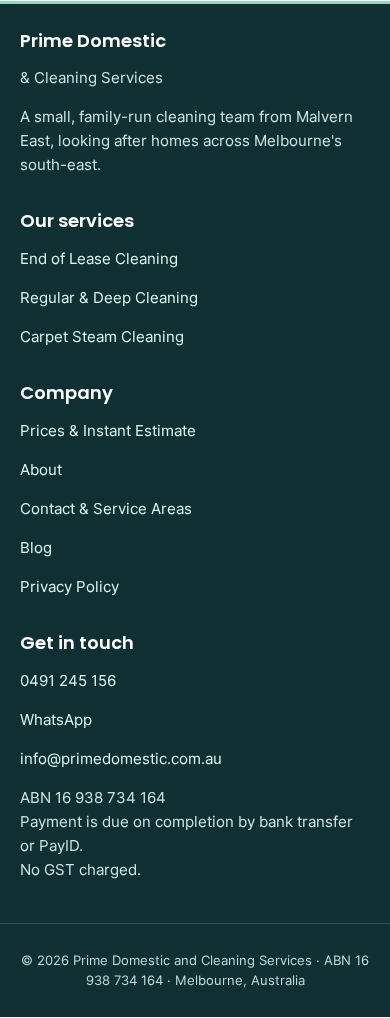 Prime Domestic
& Cleaning Services
A small, family-run cleaning team from Malvern
East, looking after homes across Melbourne's
south-east.
Our services
End of Lease Cleaning
Regular & Deep Cleaning
Carpet Steam Cleaning
Company
Prices & Instant Estimate
About
Contact & Service Areas
Blog
Privacy Policy
Get in touch
0491 245 156
WhatsApp
info@primedomestic.com.au
ABN 16 938 734 164
Payment is due on completion by bank transfer
or PayID.
No GST charged.
© 2026 Prime Domestic and Cleaning Services · ABN 16
938 734 164 · Melbourne, Australia